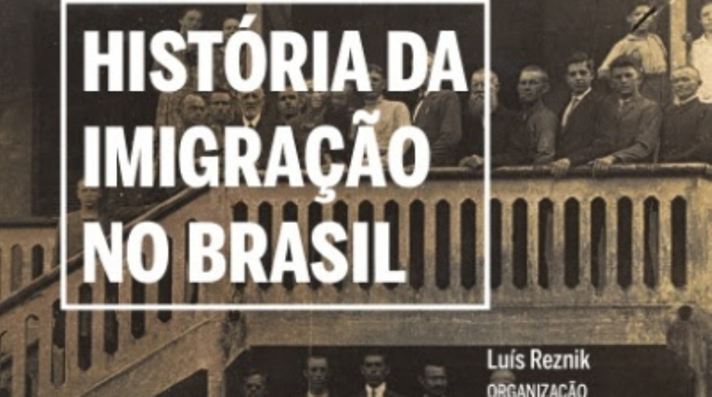 HISTÓRIA DA
IMIGRAÇÃO
NO BRASIL
Luís Reznik
ORGANIZAÇÃO